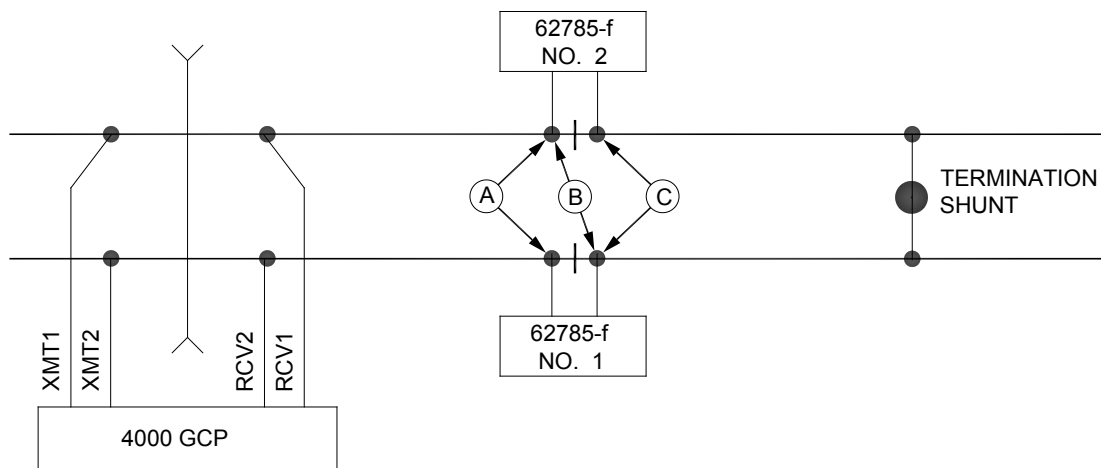 62785-f
NO. 2
A
B
C
TERMINATION
SHUNT
XMT1
XMT2
RCV2
RCV1
62785-f
NO. 1
4000 GCP